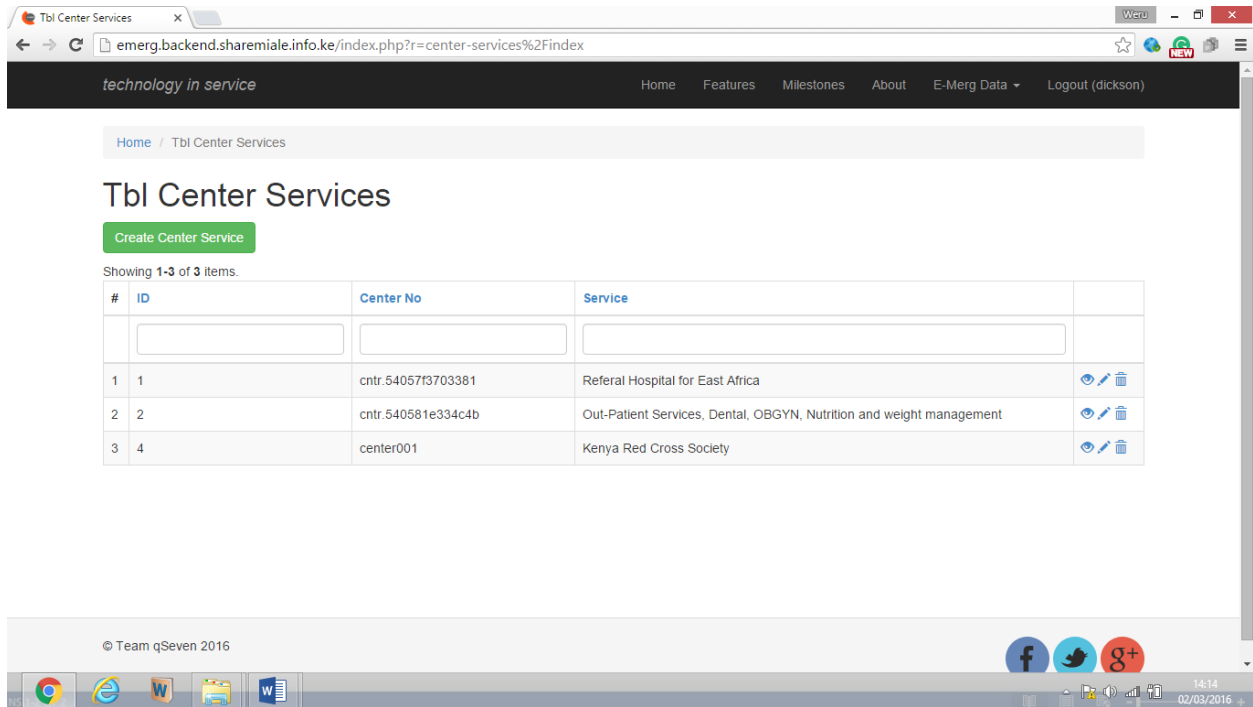 Tbl Center Services
Weru
emerg.backend.sharemiale.info.ke/index.php?r=center-services%2Findex
NEW
technology in service Home Features Milestones About E-Merg Data Logout (dickson)
Home / Tbl Center Services
Tbl Center Services
Create Center Service
Showing 1-3 of 3 items.
# ID Center No Service
1 1 cntr.54057f3703381 Referal Hospital for East Africa
2 2 cntr.540581e334c4b Out-Patient Services, Dental, OBGYN, Nutrition and weight management
3 4 center001 Kenya Red Cross Society
© Team qSeven 2016
f g+
14:14
02/03/2016